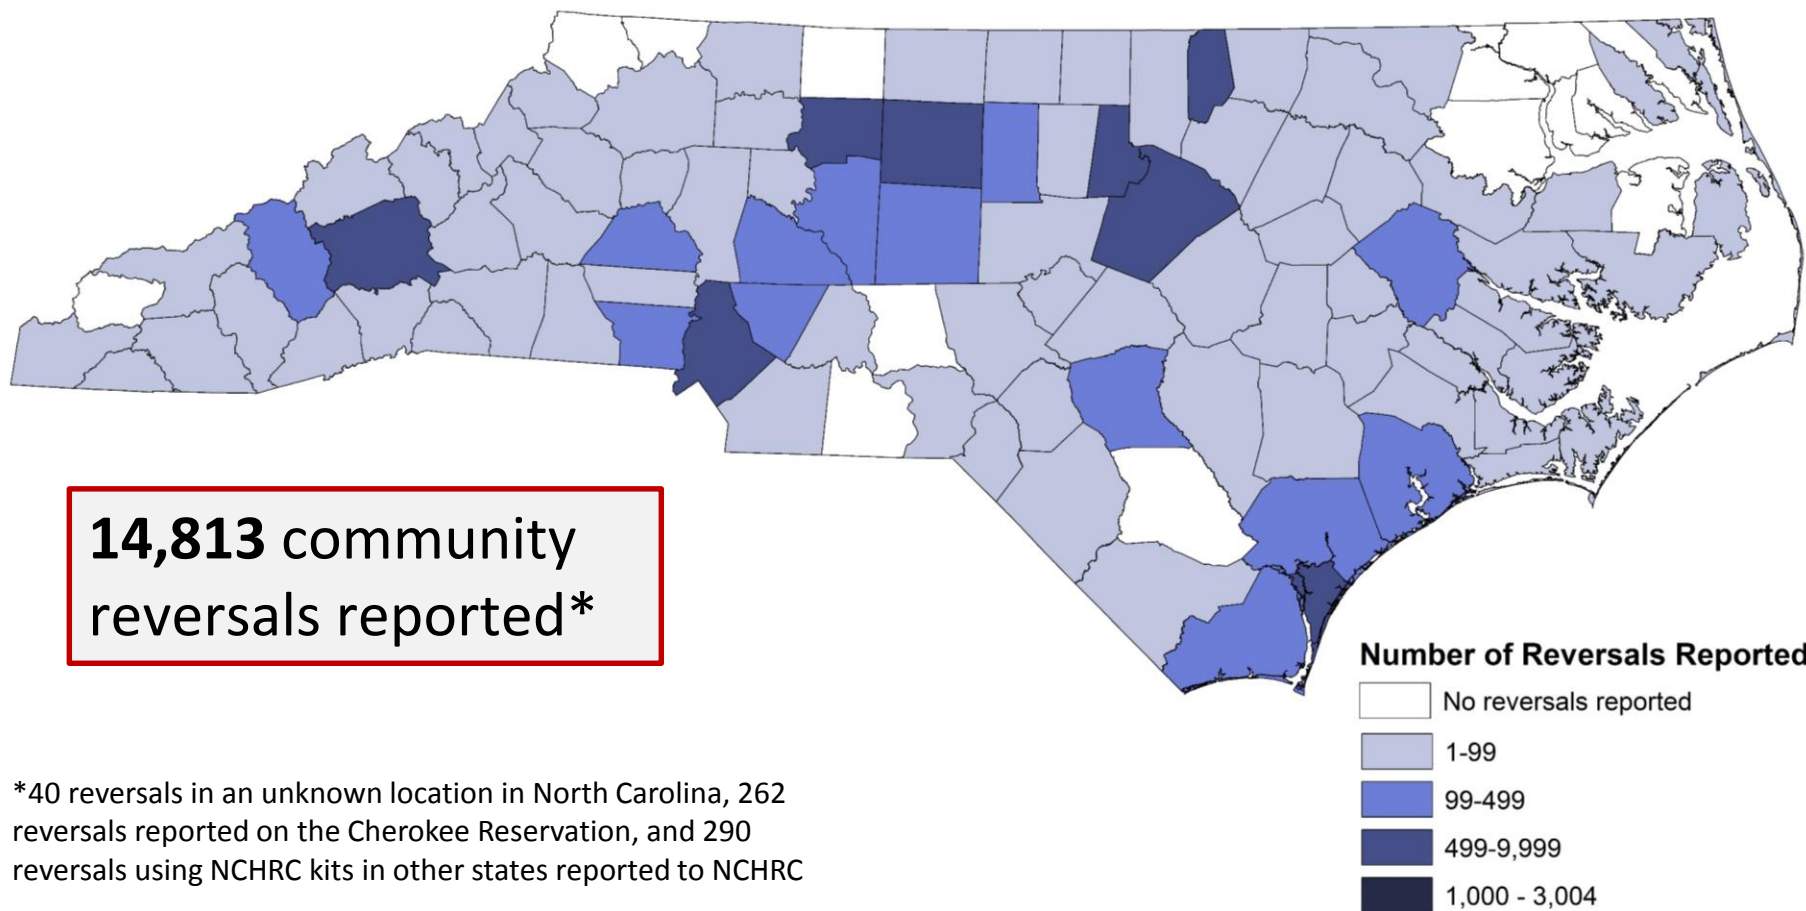 14,813 community
reversals reported*
Number of Reversals Reported
No reversals reported
1-99
99-499
499-9,999
1,000 - 3,004
*40 reversals in an unknown location in North Carolina, 262
reversals reported on the Cherokee Reservation, and 290
reversals using NCHRC kits in other states reported to NCHRC